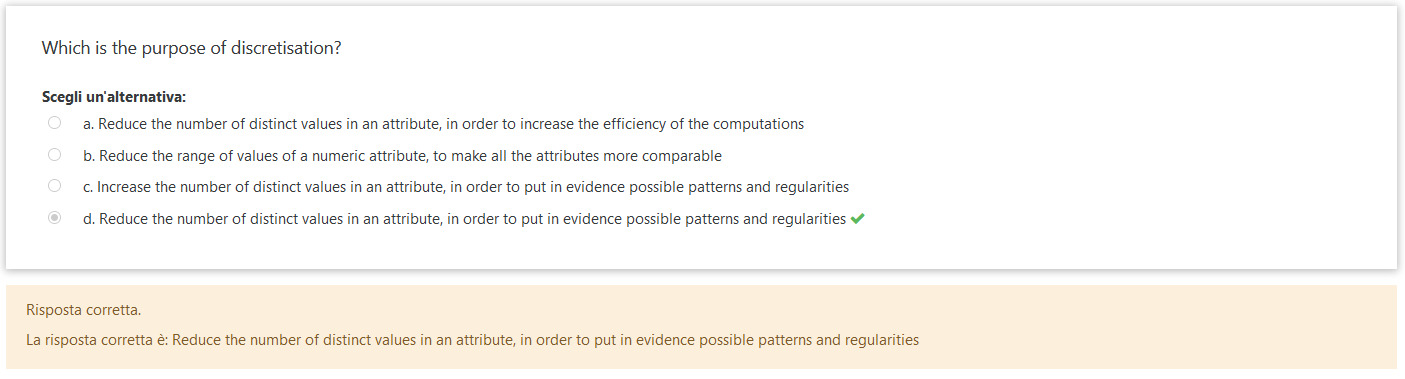 Which is the purpose of discretisation?
Scegli un'alternativa:
a. Reduce the number of distinct values in an attribute, in order to increase the efficiency of the computations
b. Reduce the range of values of a numeric attribute, to make all the attributes more comparable
c. Increase the number of distinct values in an attribute, in order to put in evidence possible patterns and regularities
d. Reduce the number of distinct values in an attribute, in order to put in evidence possible patterns and regularities
Risposta corretta.
La risposta corretta è: Reduce the number of distinct values in an attribute, in order to put in evidence possible patterns and regularities